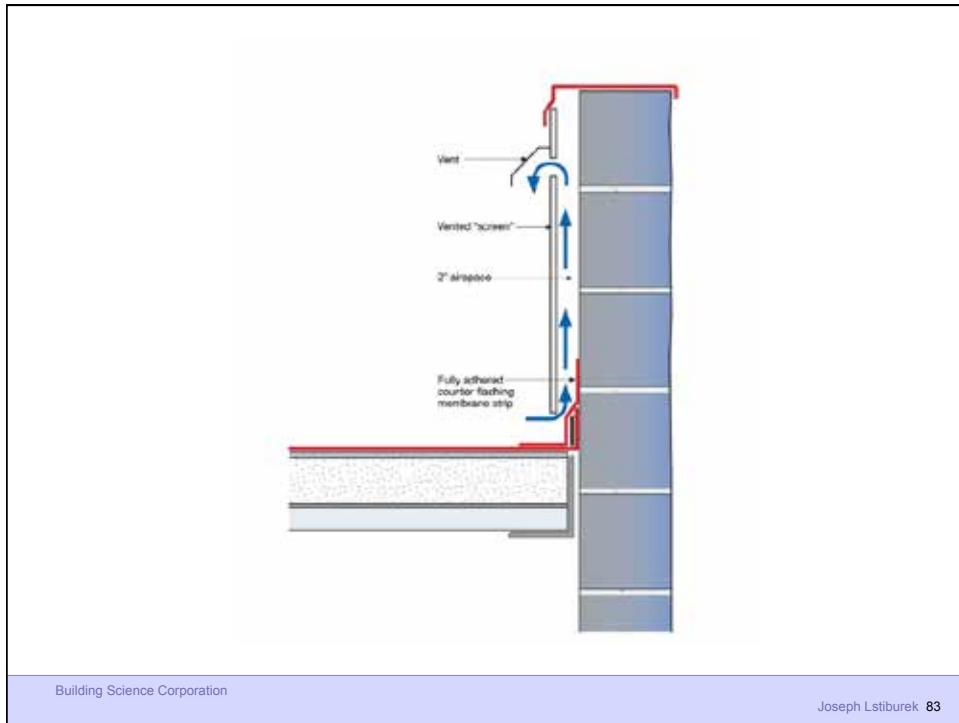 Vent
Vented "screen"
2" airspace
Fully adhered
counter flashing
membrane strip
Building Science Corporation
Joseph Lstiburek 83